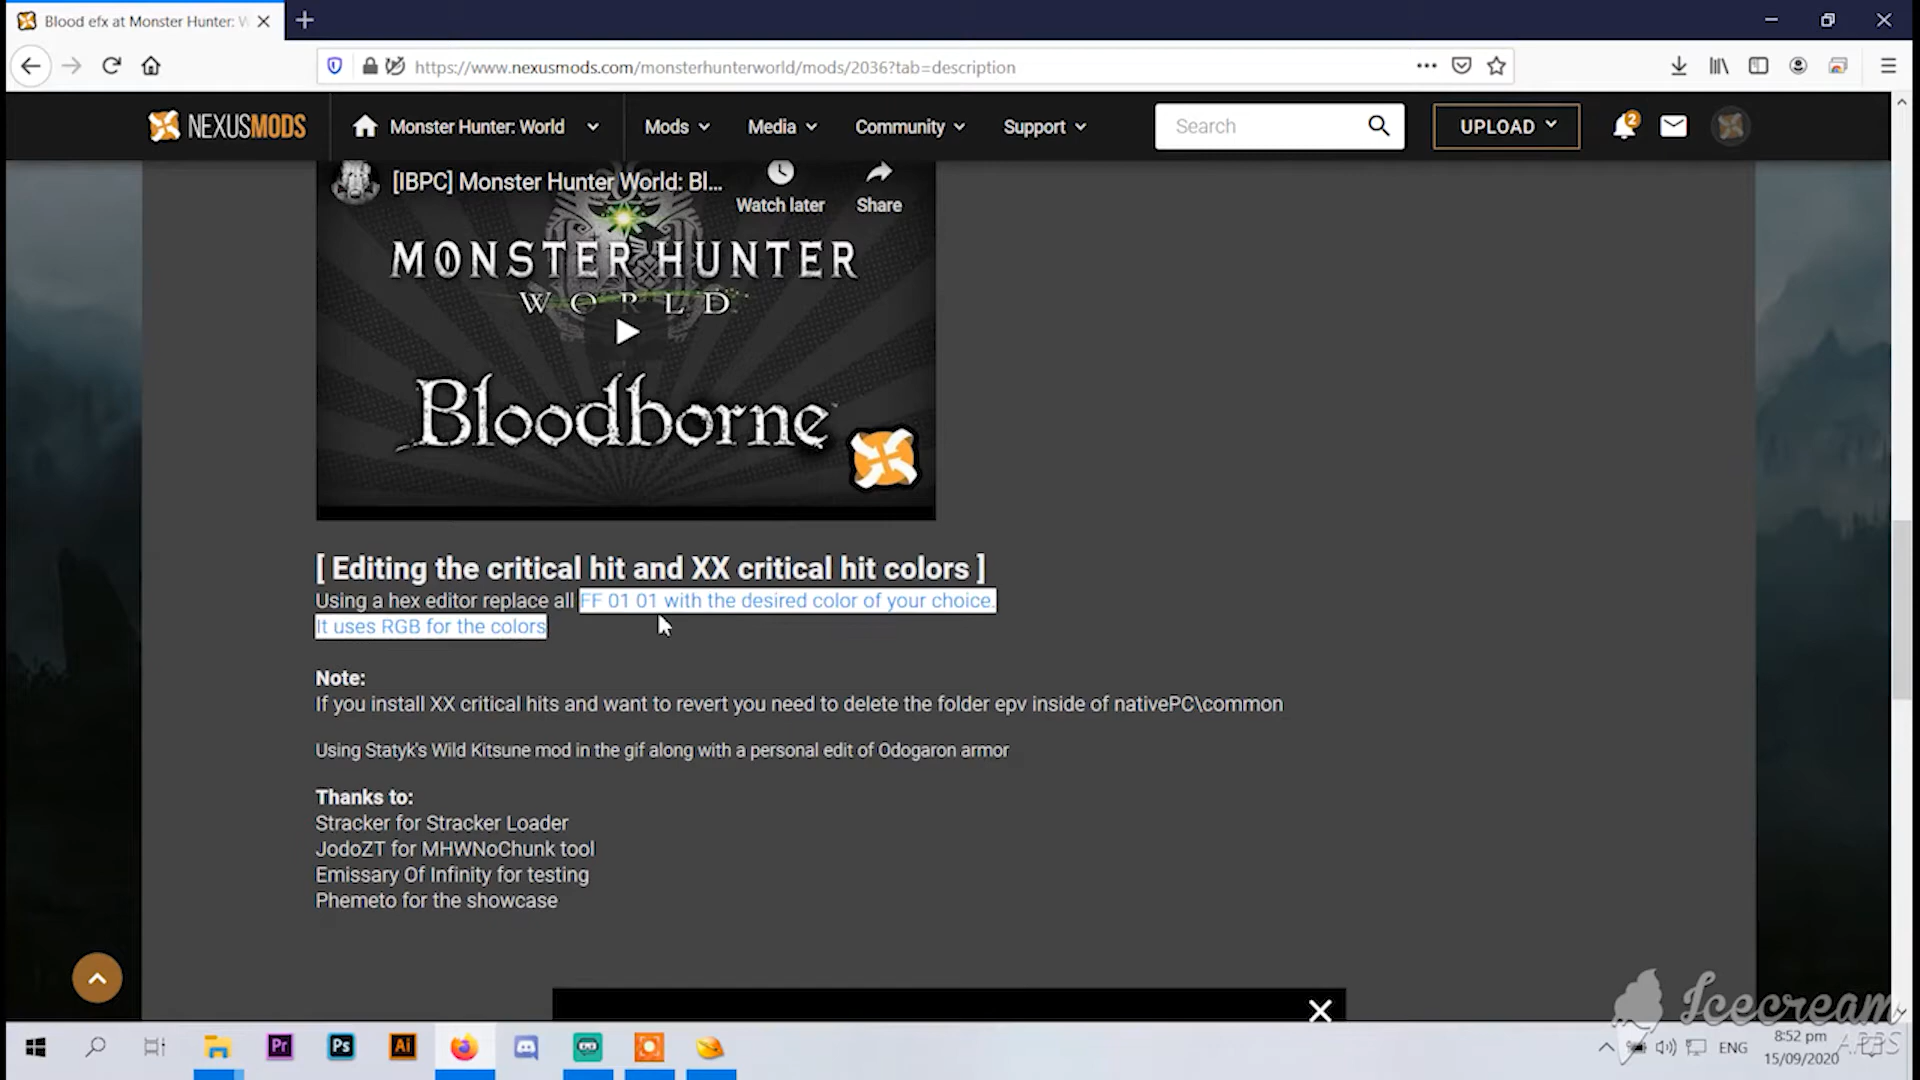 Blood efx at Monster Hunter: W
https://www.nexusmods.com/monsterhunterworld/mods/2036?tab=description
NEXUSMODS
Monster Hunter: World
Mods
Media
Community
Support
Search
UPLOAD
2
[IBPC] Monster Hunter World: Bl...
Watch later
Share
MONSTER HUNTER
WORLD
Bloodborne
[ Editing the critical hit and XX critical hit colors ]
Using a hex editor replace all FF 01 01 with the desired color of your choice.
It uses RGB for the colors
Note:
If you install XX critical hits and want to revert you need to delete the folder epv inside of nativePC\common
Using Statyk's Wild Kitsune mod in the gif along with a personal edit of Odogaron armor
Thanks to:
Stracker for Stracker Loader
JodoZT for MHWNoChunk tool
Emissary Of Infinity for testing
Phemeto for the showcase
Icecream
APPS
Pr
Ps
Ai
ENG
8:52 pm
15/09/2020